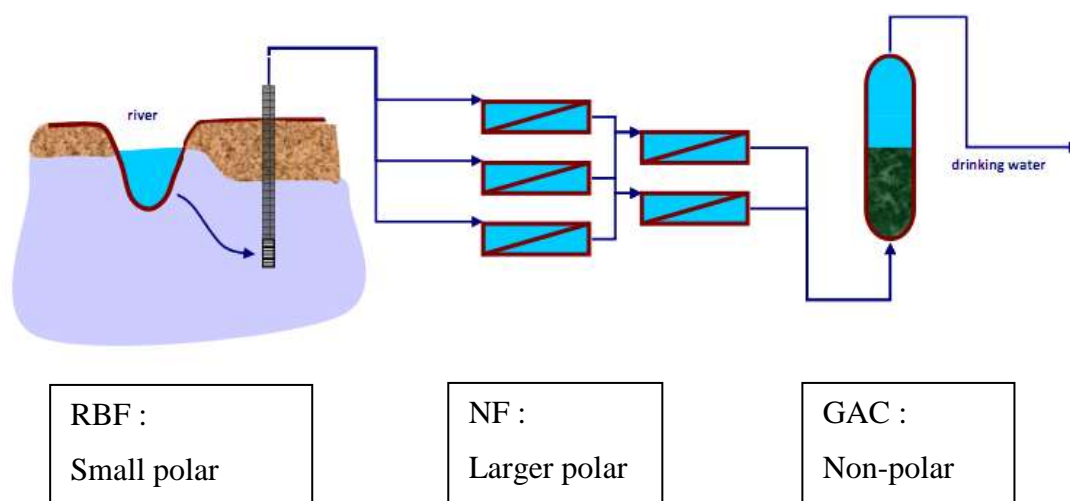 river
drinking water
RBF :
Small polar
NF :
Larger polar
GAC :
Non-polar